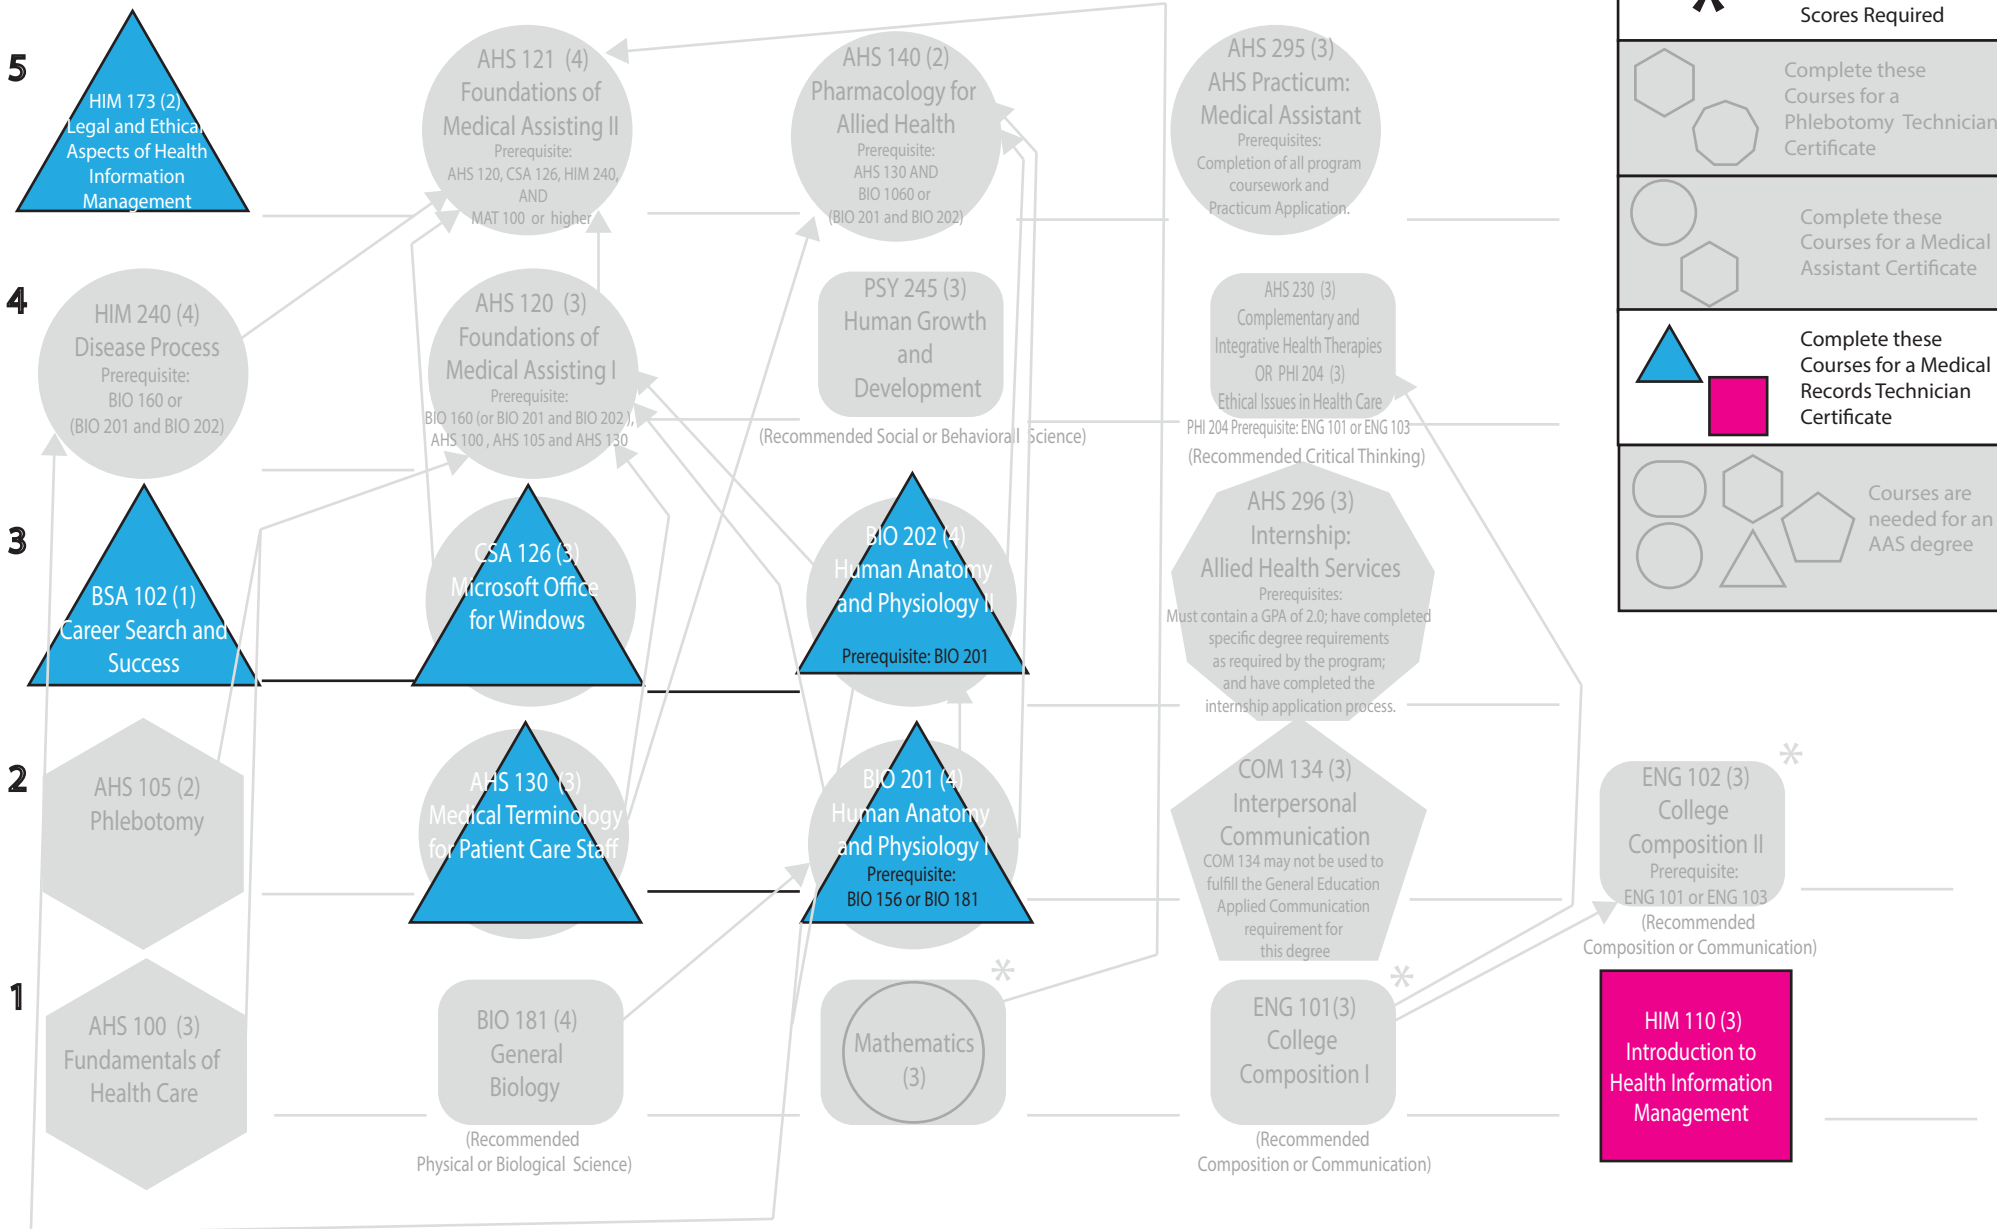 5
HIM 173 (2)
Legal and Ethical
Aspects of Health
Information
Management
AHS 121 (4)
Foundations of
Medical Assisting II
Prerequisite:
AHS 120, CSA 126, HIM 240,
AND
MAT 100 or higher
AHS 140 (2)
Pharmacology for
Allied Health
Prerequisite:
AHS 130 AND
BIO 1060 or
(BIO 201 and BIO 202)
AHS 295 (3)
AHS Practicum:
Medical Assistant
Prerequisites:
Completion of all program
coursework and
Practicum Application.
4
HIM 240 (4)
Disease Process
Prerequisite:
BIO 160 or
(BIO 201 and BIO 202)
AHS 120 (3)
Foundations of
Medical Assisting I
Prerequisite:
BIO 160 (or BIO 201 and BIO 202 ),
AHS 100 , AHS 105 and AHS 130
PSY 245 (3)
Human Growth
and
Development
(Recommended Social or Behaviorall Science)
AHS 230 (3)
Complementary and
Integrative Health Therapies
OR PHI 204 (3)
Ethical Issues in Health Care
PHI 204 Prerequisite: ENG 101 or ENG 103
(Recommended Critical Thinking)
3
BSA 102 (1)
Career Search and
Success
CSA 126 (3)
Microsoft Office
for Windows
BIO 202 (4)
Human Anatomy
and Physiology II
Prerequisite: BIO 201
AHS 296 (3)
Internship:
Allied Health Services
Prerequisites:
Must contain a GPA of 2.0; have completed
specific degree requirements
as required by the program;
and have completed the
internship application process.
2
AHS 105 (2)
Phlebotomy
AHS 130 (3)
Medical Terminology
for Patient Care Staff
BIO 201 (4)
Human Anatomy
and Physiology I
Prerequisite:
BIO 156 or BIO 181
COM 134 (3)
Interpersonal
Communication
COM 134 may not be used to
fulfill the General Education
Applied Communication
requirement for
this degree
*
ENG 102 (3)
College
Composition II
Prerequisite:
ENG 101 or ENG 103
(Recommended
Composition or Communication)
1
AHS 100 (3)
Fundamentals of
Health Care
BIO 181 (4)
General
Biology
(Recommended
Physical or Biological Science)
*
Mathematics
(3)
*
ENG 101(3)
College
Composition I
(Recommended
Composition or Communication)
HIM 110 (3)
Introduction to
Health Information
Management
*
Scores Required
Complete these
Courses for a
Phlebotomy Technician
Certificate
Complete these
Courses for a Medical
Assistant Certificate
Complete these
Courses for a Medical
Records Technician
Certificate
Courses are
needed for an
AAS degree